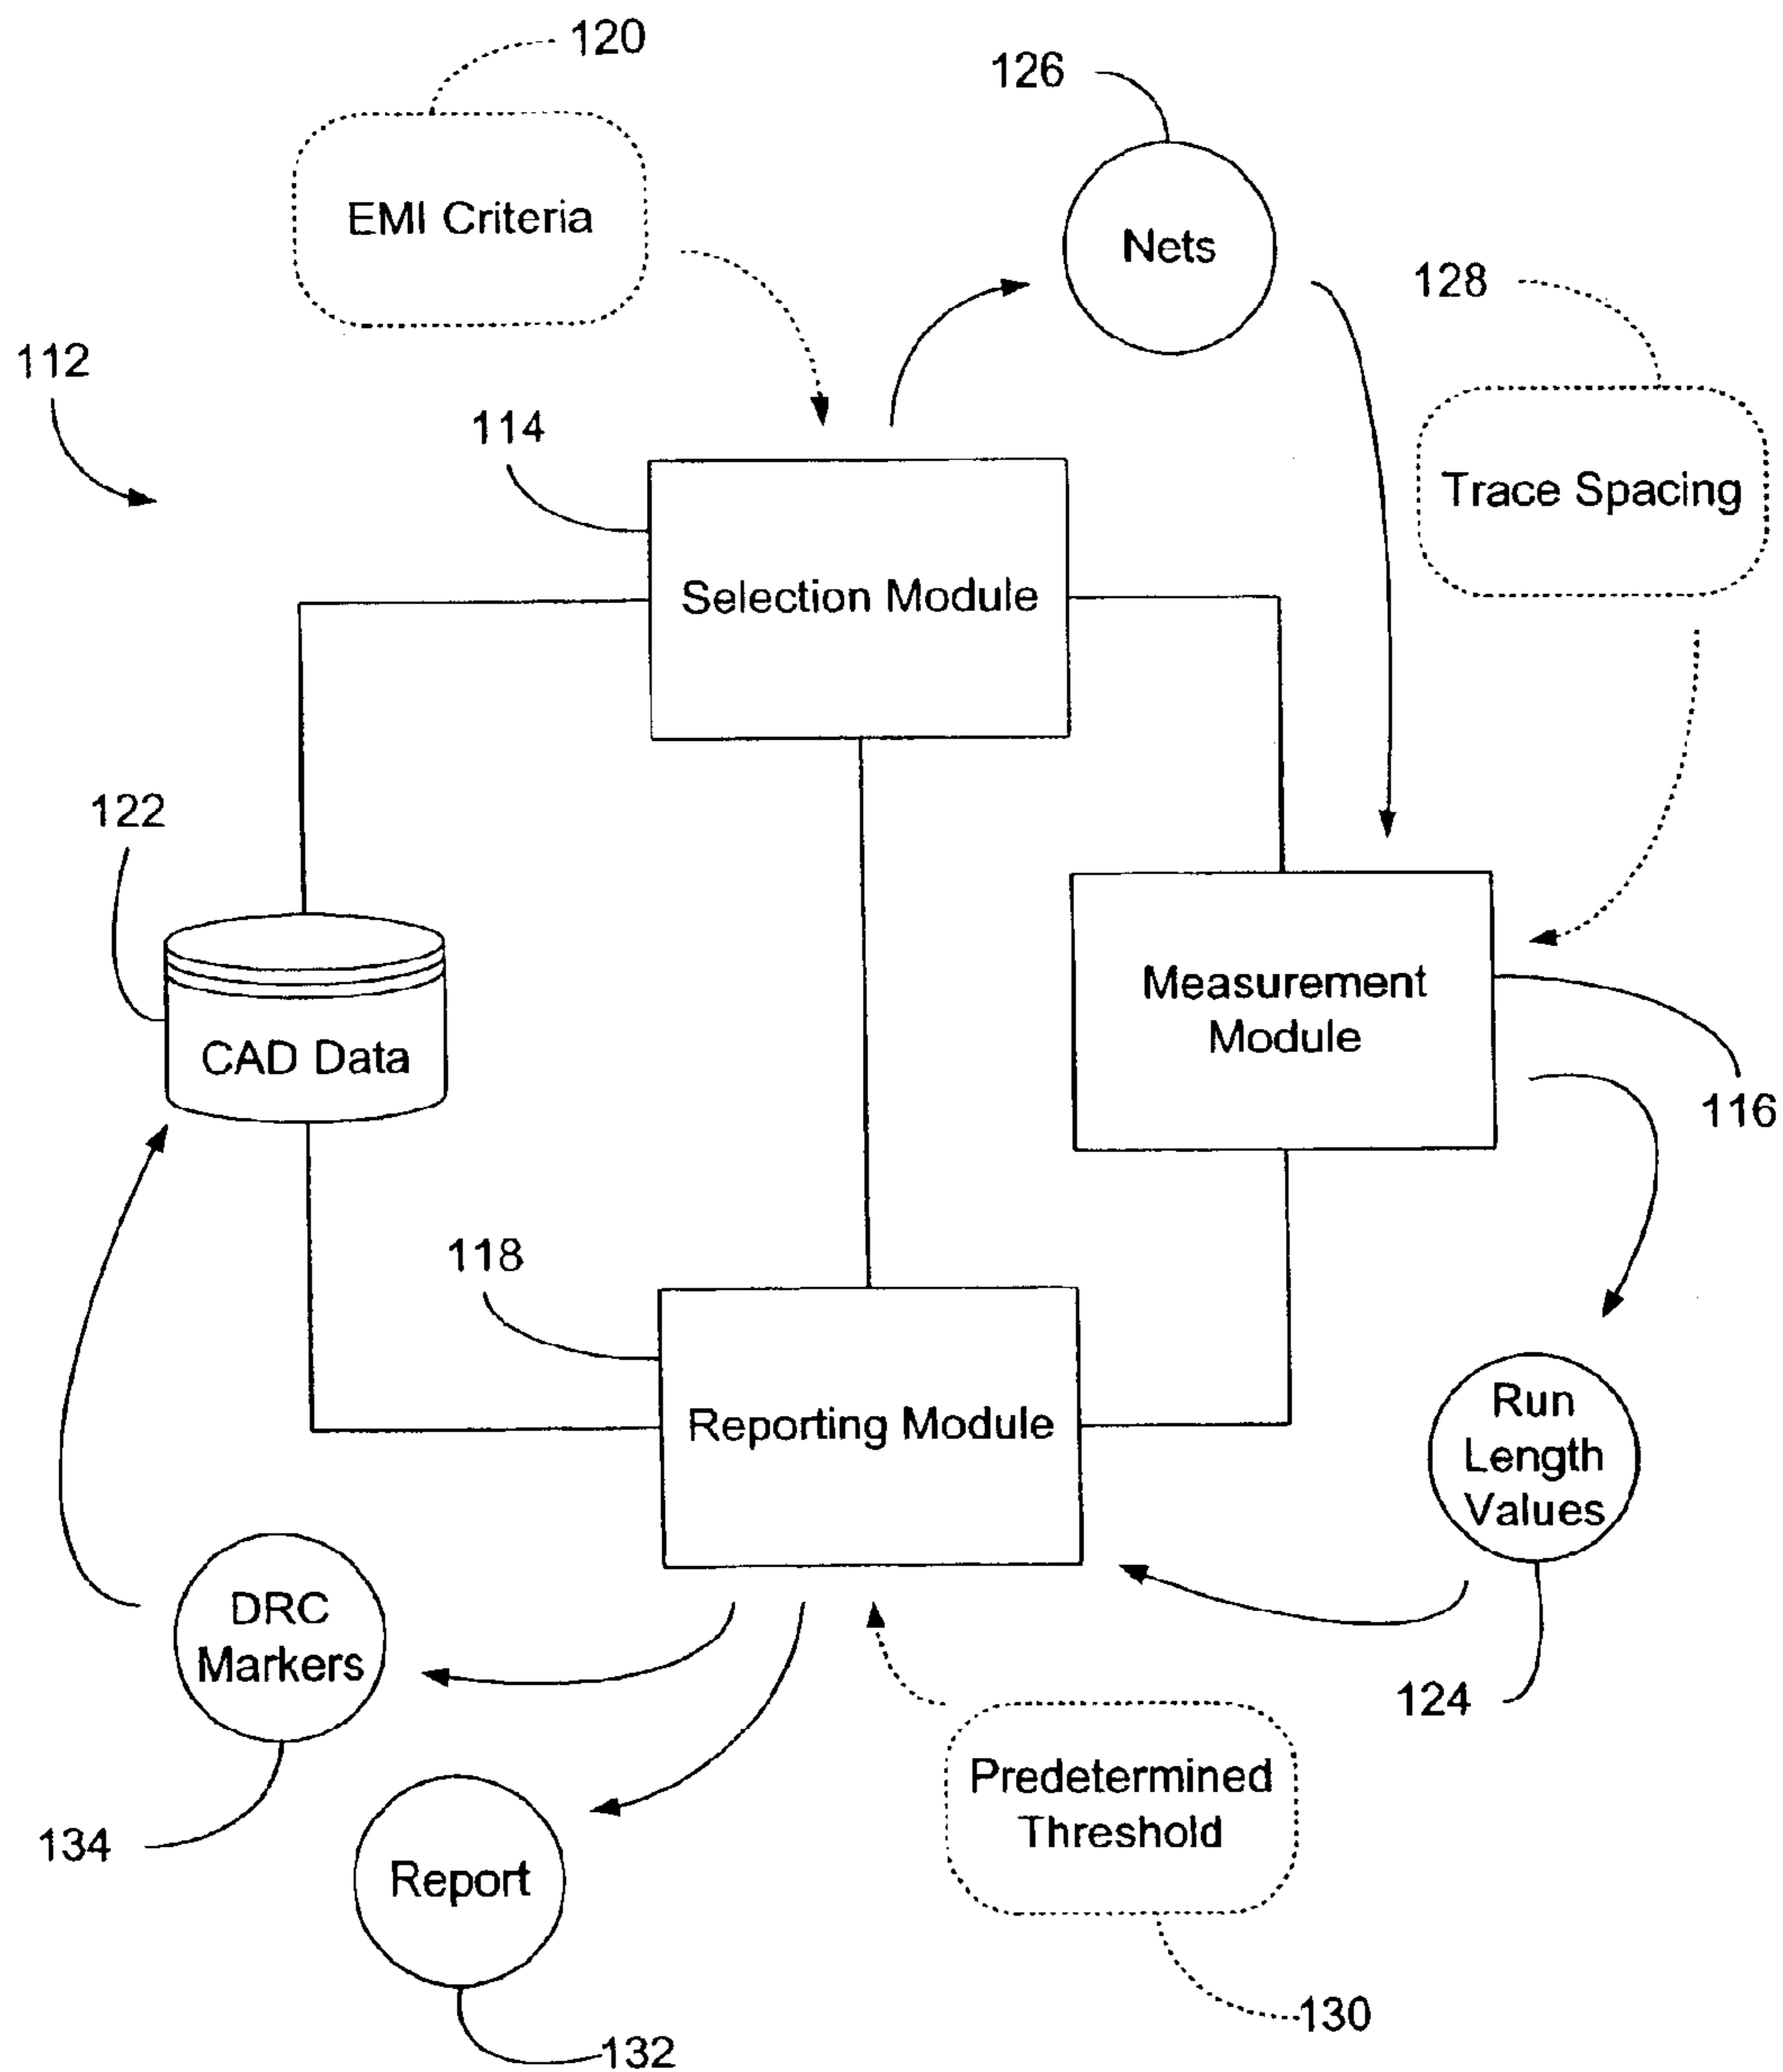 120
126
EMI Criteria
Nets
128
112
114
Trace Spacing
Selection Module
122
Measurement
Module
CAD Data
116
118
Run
Length
Values
Reporting Module
DRC
Markers
124
Predetermined
Threshold
134
Report
130
132